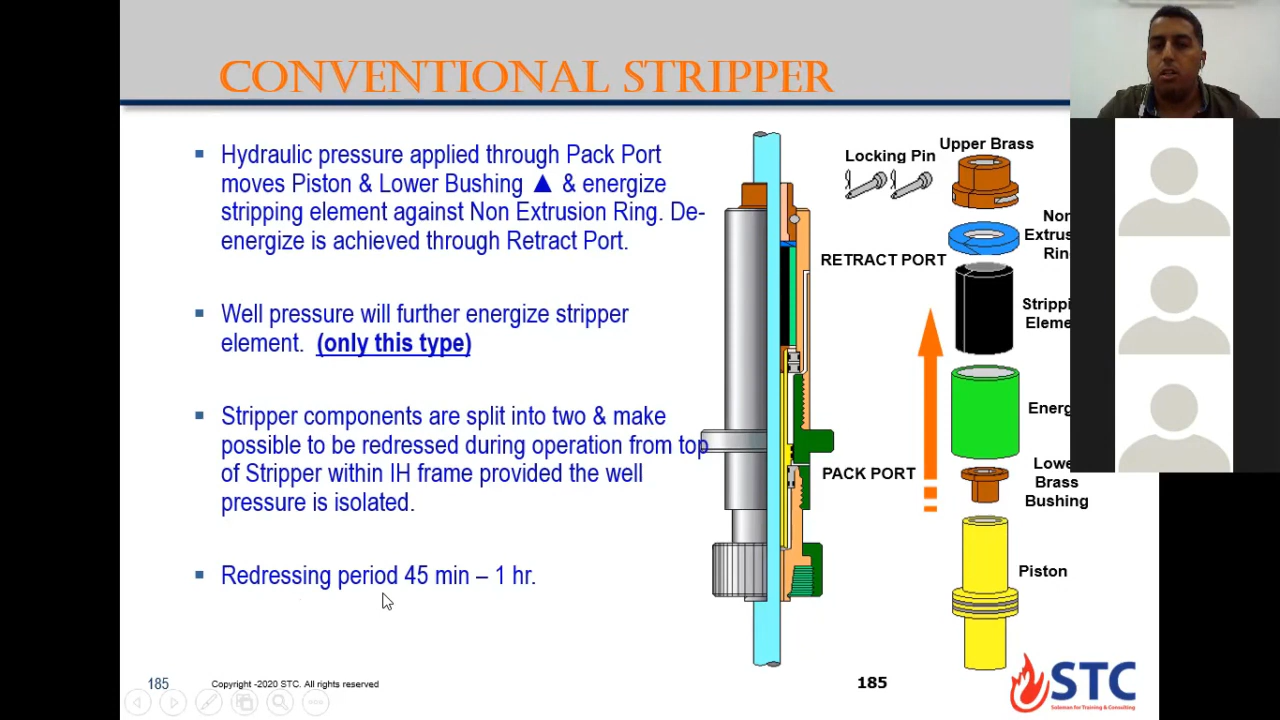 CONVENTIONAL STRIPPER
Hydraulic pressure applied through Pack Port
moves Piston & Lower Bushing ▲ & energize
stripping element against Non Extrusion Ring. De-
energize is achieved through Retract Port.
Well pressure will further energize stripper
element. (only this type)
Stripper components are split into two & make
possible to be redressed during operation from top
of Stripper within IH frame provided the well
pressure is isolated.
Redressing period 45 min – 1 hr.
Locking Pin
Upper Brass
Non
Extrus
Rin
RETRACT PORT
Strippi
Eleme
Energ
PACK PORT
Lowe
Brass
Bushing
Piston
185
Copyright -2020 STC. All rights reserved
185
STC
Soleman for Training & Consulting